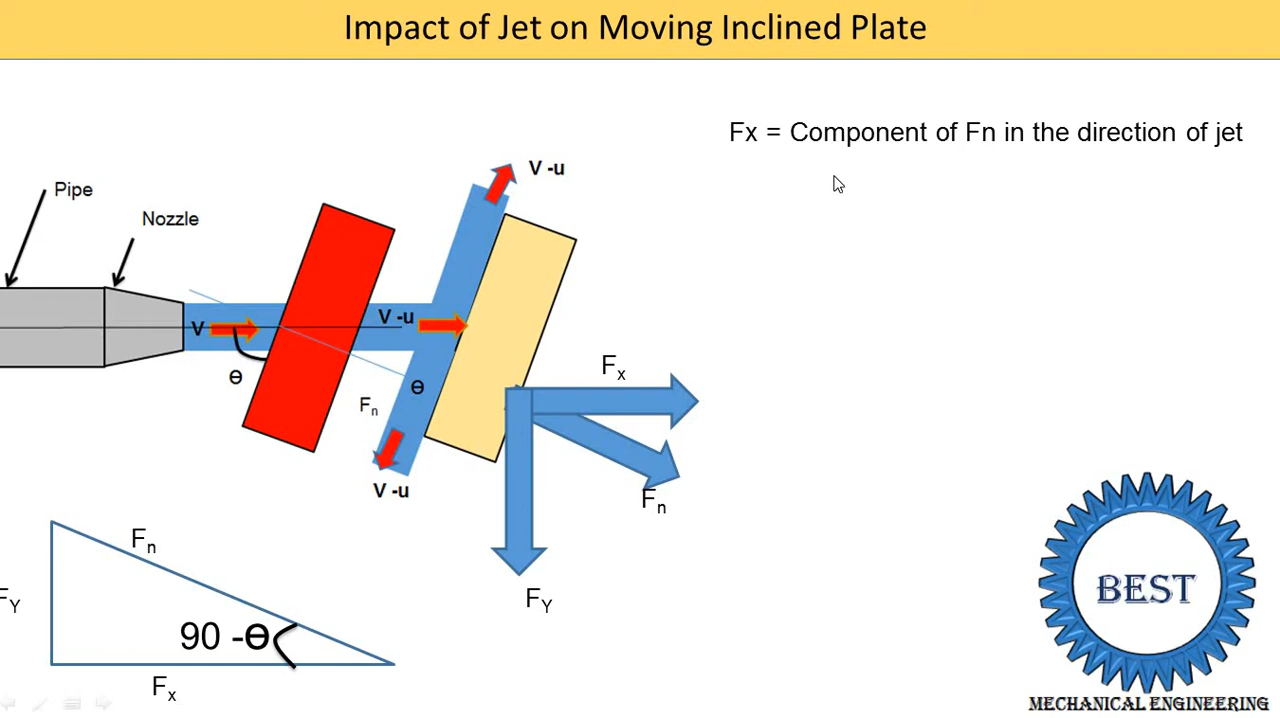 Impact of Jet on Moving Inclined Plate
Fx = Component of Fn in the direction of jet
V -u
Pipe
Nozzle
V
V -u
Fx
ϴ
ϴ
Fn
V -u
Fn
Fn
FY
FY
90 -ϴ
Fx
BEST
MECHANICAL ENGINEERING